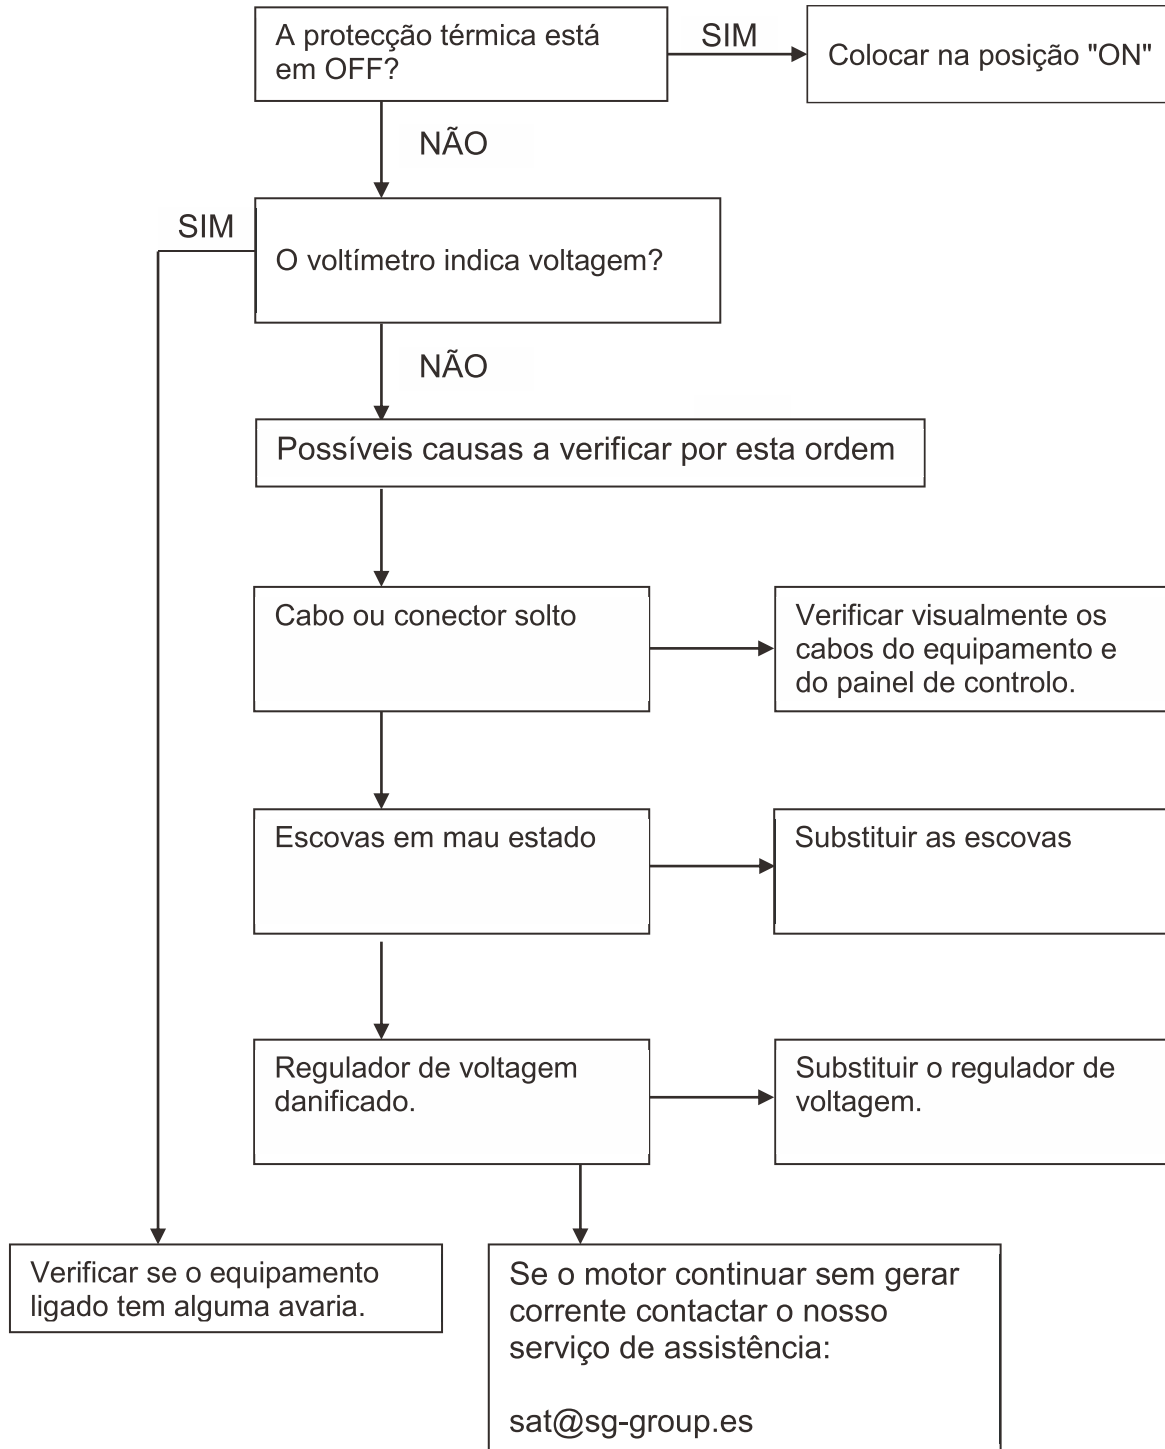 A protecção térmica está
em OFF?
SIM
Colocar na posição "ON"
NÃO
SIM
O voltímetro indica voltagem?
NÃO
Possíveis causas a verificar por esta ordem
Cabo ou conector solto
Verificar visualmente os
cabos do equipamento e
do painel de controlo.
Escovas em mau estado
Substituir as escovas
Regulador de voltagem
danificado.
Substituir o regulador de
voltagem.
Verificar se o equipamento
ligado tem alguma avaria.
Se o motor continuar sem gerar
corrente contactar o nosso
serviço de assistência:
sat@sg-group.es